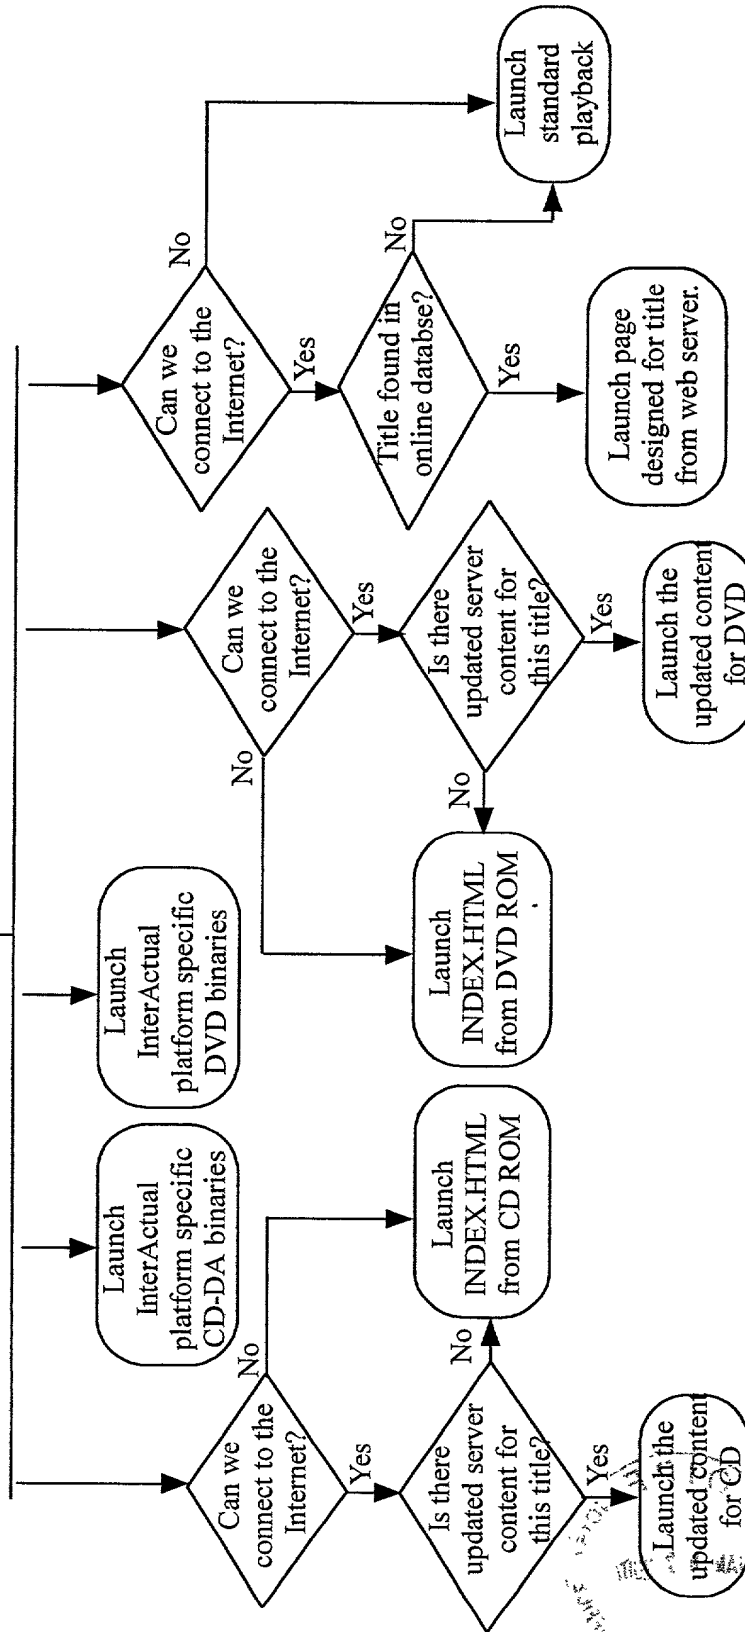 Can we
connect to the
Internet?
No
Yes
Is there
updated server
content for
this title?
No
Yes
Launch the
updated content
for CD
Launch
INDEX.HTML
from CD ROM
Launch
InterActual
platform specific
CD-DA binaries
Launch
InterActual
platform specific
DVD binaries
Can we
connect to the
Internet?
No
Yes
Launch
INDEX.HTML
from DVD ROM
Is there
updated server
content for
this title?
No
Yes
Launch the
updated content
for DVD
Can we
connect to the
Internet?
No
Yes
Title found in
online databse?
No
Yes
Launch page
designed for title
from web server.
Launch
standard
playback